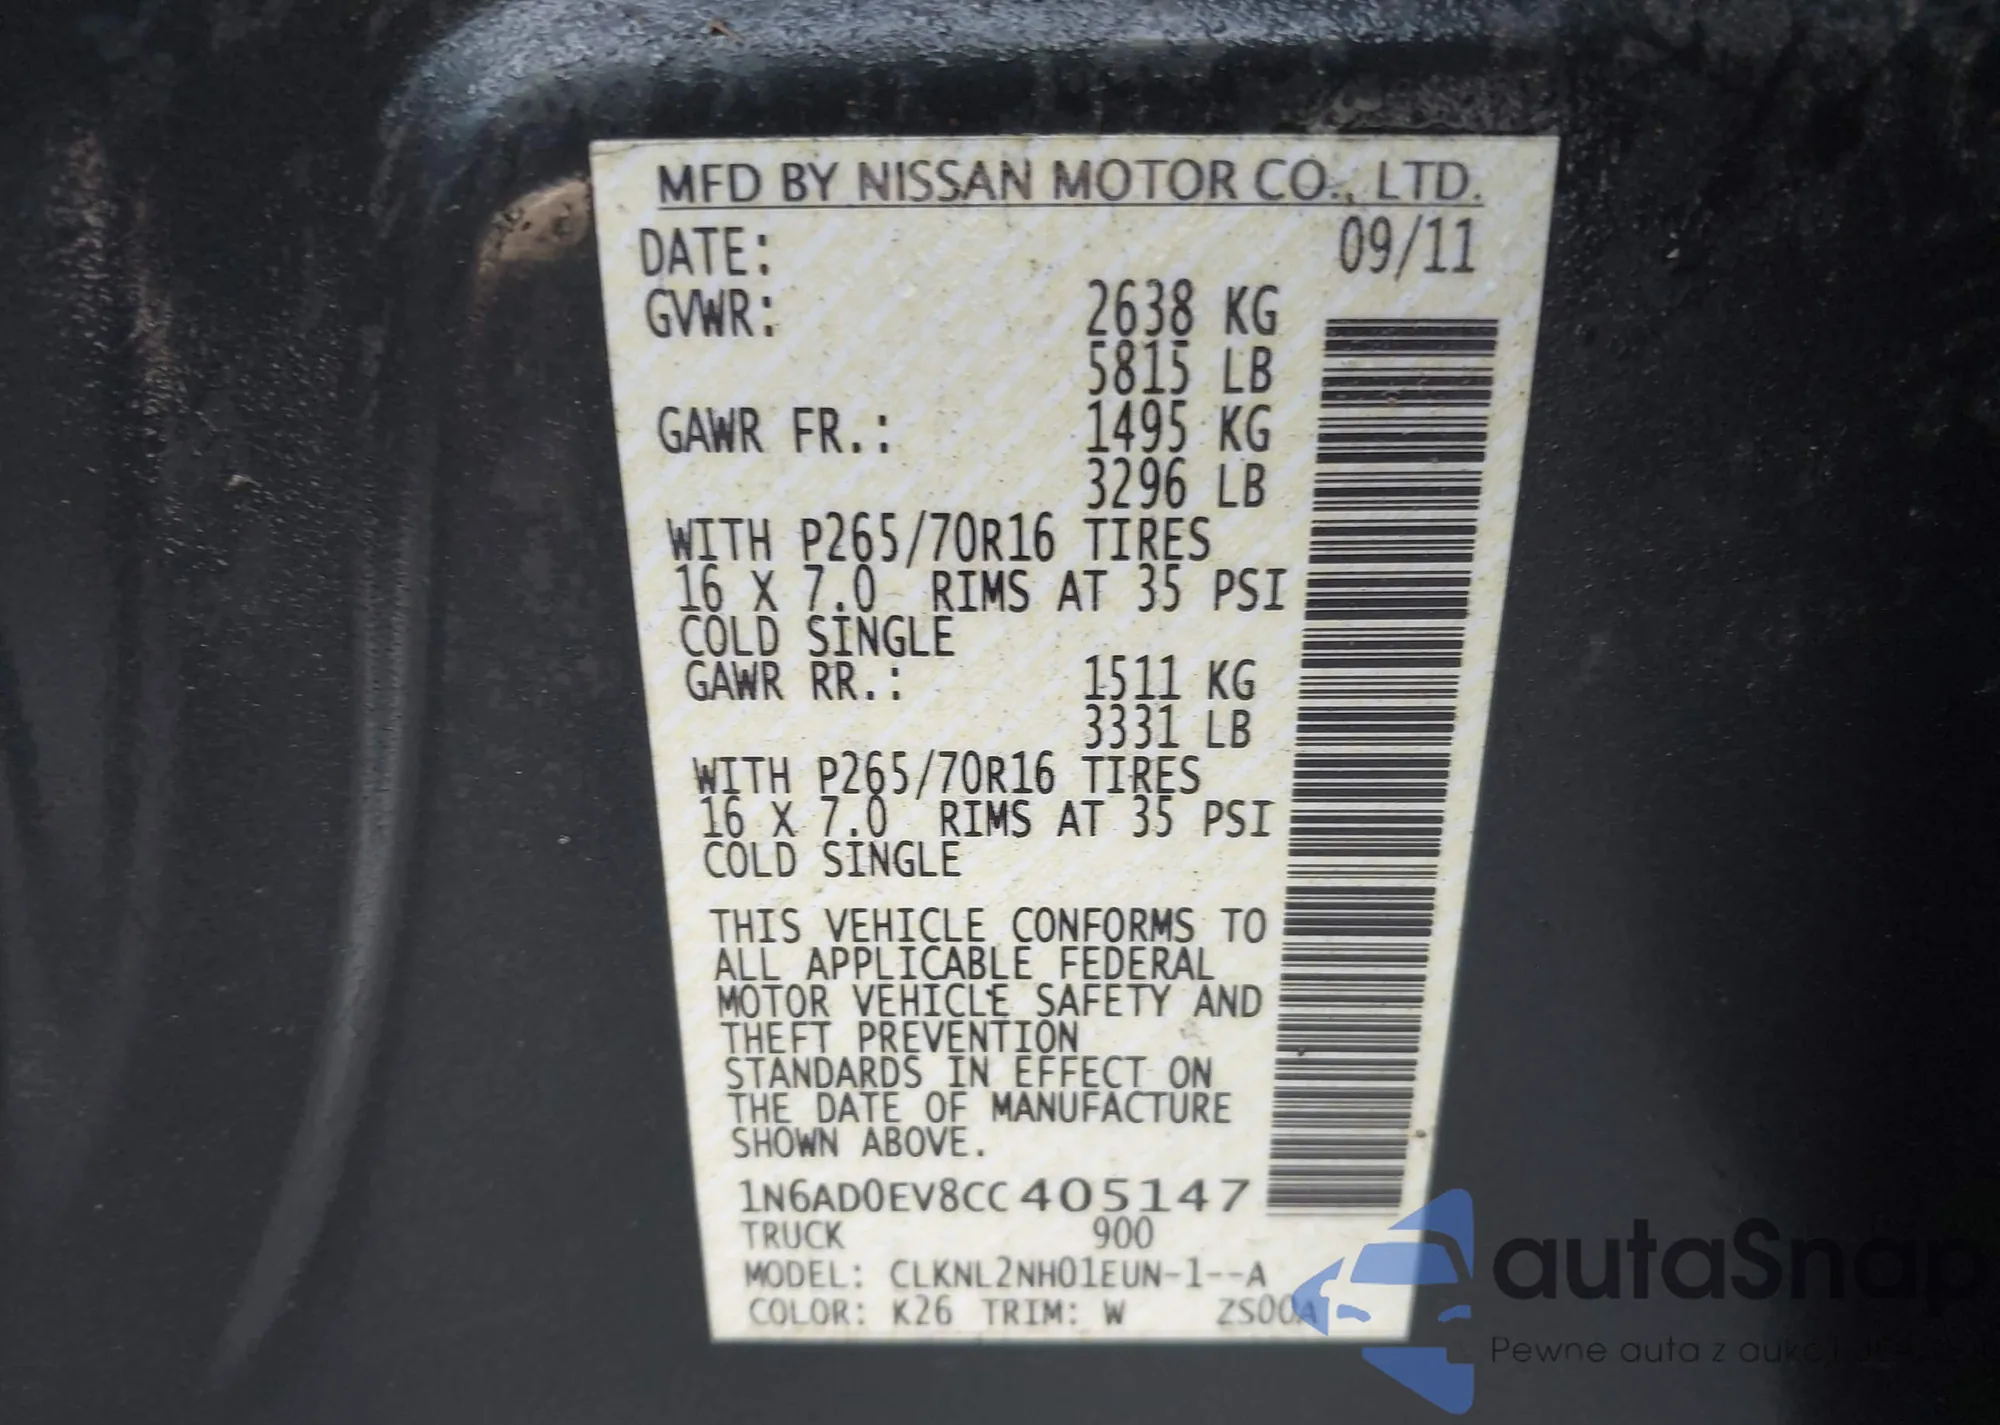 MFD BY NISSAN MOTOR CO., LTD.
DATE: 09/11
GVWR: 2638 KG
5815 LB
GAWR FR.: 1495 KG
3296 LB
WITH P265/70R16 TIRES
16 X 7.0 RIMS AT 35 PSI
COLD SINGLE
GAWR RR.: 1511 KG
3331 LB
WITH P265/70R16 TIRES
16 X 7.0 RIMS AT 35 PSI
COLD SINGLE
THIS VEHICLE CONFORMS TO
ALL APPLICABLE FEDERAL
MOTOR VEHICLE SAFETY AND
THEFT PREVENTION
STANDARDS IN EFFECT ON
THE DATE OF MANUFACTURE
SHOWN ABOVE.
1N6AD0EV8CC405147
TRUCK 900
MODEL: CLKNL2NH01EUN-1--A
COLOR: K26 TRIM: W ZS00A
autaSnap
Pewne auta z